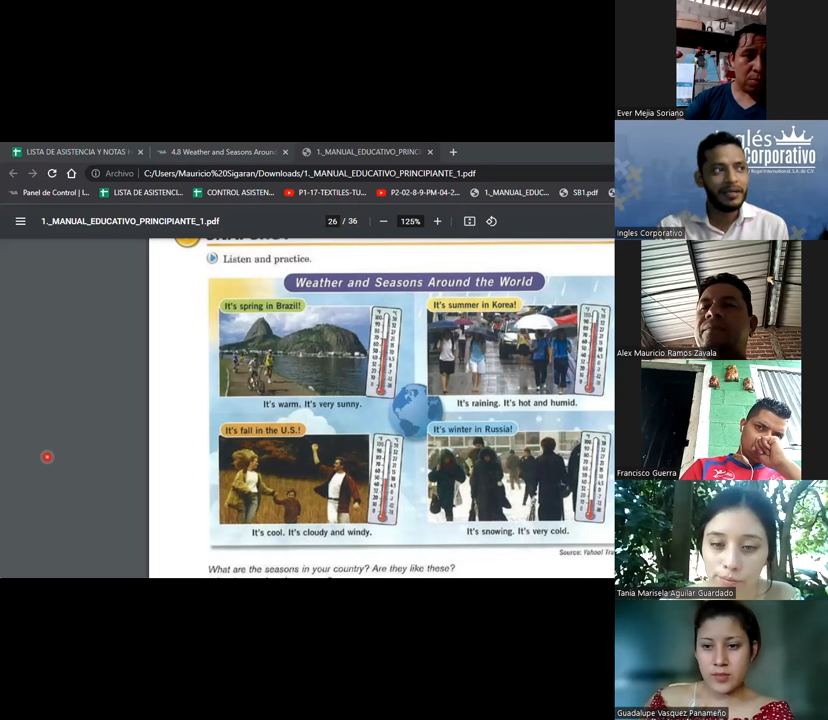 LISTA DE ASISTENCIA Y NOTAS
4.8 Weather and Seasons Around
1._MANUAL_EDUCATIVO_PRINCI
Archivo
C:/Users/Mauricio%20Sigaran/Downloads/1._MANUAL_EDUCATIVO_PRINCIPIANTE_1.pdf
Panel de Control | I...
LISTA DE ASISTENCI...
CONTROL ASISTEN...
P1-17-TEXTILES-TU...
P2-02-8-9-PM-04-2...
1._MANUAL_EDUC...
SB1.pdf
1._MANUAL_EDUCATIVO_PRINCIPIANTE_1.pdf
26 / 36
125%
Listen and practice.
Weather and Seasons Around the World
It's spring in Brazil!
It's summer in Korea!
It's warm. It's very sunny.
It's raining. It's hot and humid.
It's fall in the U.S.!
It's winter in Russia!
It's cool. It's cloudy and windy.
It's snowing. It's very cold.
Source: Yahoo! Tra
What are the seasons in your country? Are they like these?
Ever Mejia Soriano
glés
Corporativo
Royal International, S.A. de C.V.
Ingles Corporativo
Alex Mauricio Ramos Zavala
Francisco Guerra
Tania Marisela Aguilar Guardado
Guadalupe Vasquez Panameño